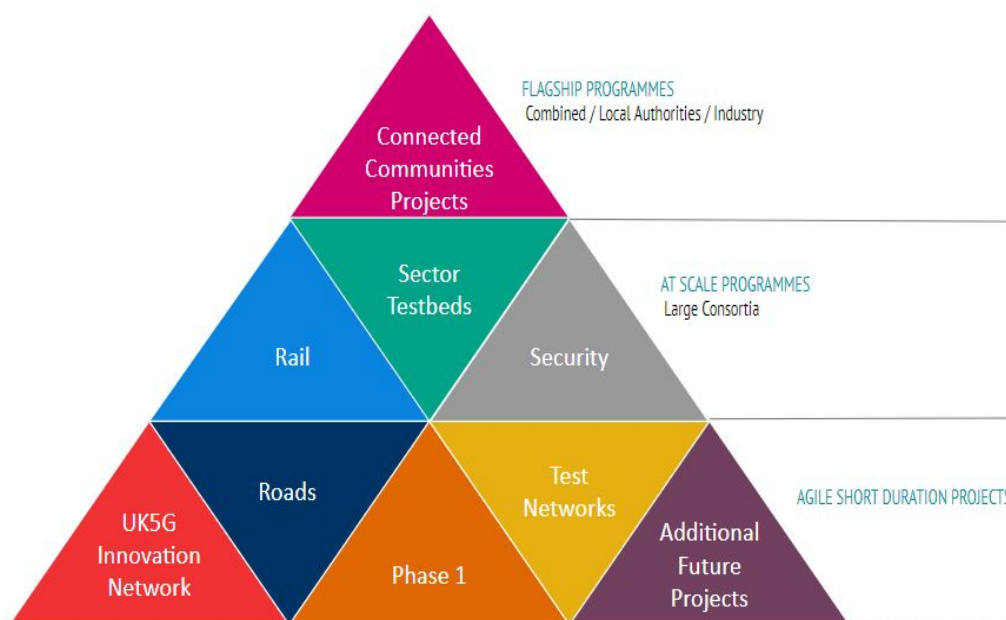 FLAGSHIP PROGRAMMES
Combined / Local Authorities / Industry
Connected
Communities
Projects
Sector
Testbeds
AT SCALE PROGRAMMES
Large Consortia
Rail
Security
Roads
Test
Networks
AGILE SHORT DURATION PROJECTS
UK5G
Innovation
Network
Phase 1
Additional
Future
Projects